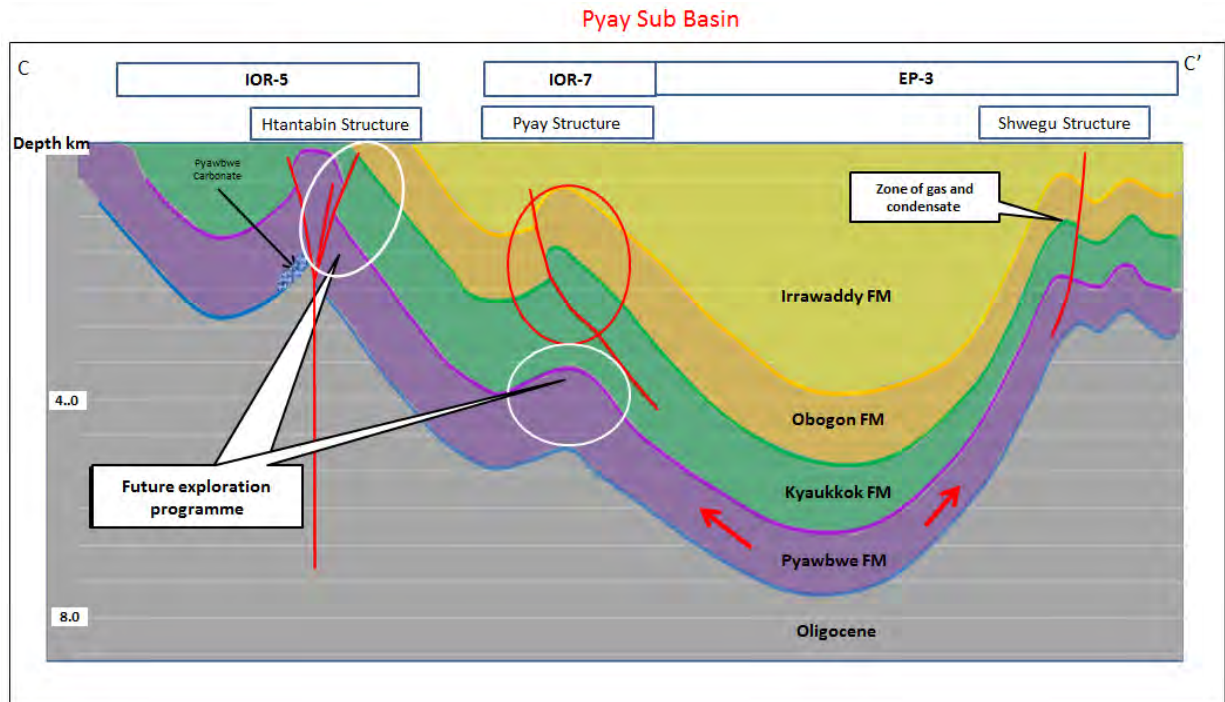 Pyay Sub Basin
C
C’
IOR-5
IOR-7
EP-3
Htantabin Structure
Pyay Structure
Shwegu Structure
Depth km
Pyawbwe
Carbonate
Zone of gas and
condensate
Irrawaddy FM
4..0
Obogon FM
Future exploration
programme
Kyaukkok FM
Pyawbwe FM
8.0
Oligocene